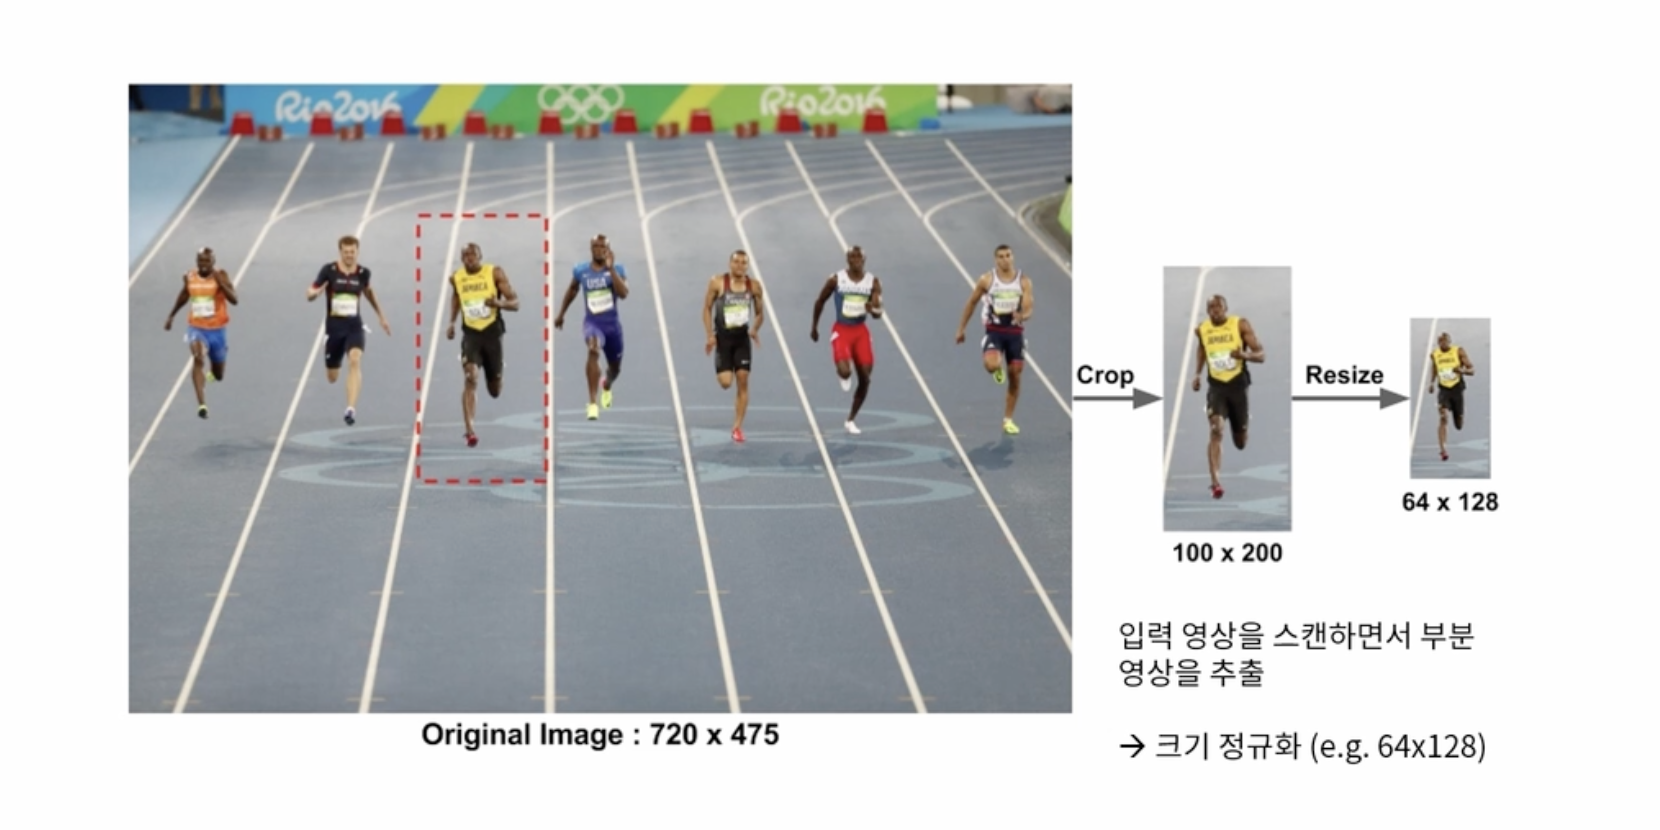 Rio2016
Rio2016
JAMAICA
USA
Crop
Resize
JAMAICA
64 x 128
100 x 200
입력 영상을 스캔하면서 부분
영상을 추출
Original Image : 720 x 475
→ 크기 정규화 (e.g. 64x128)